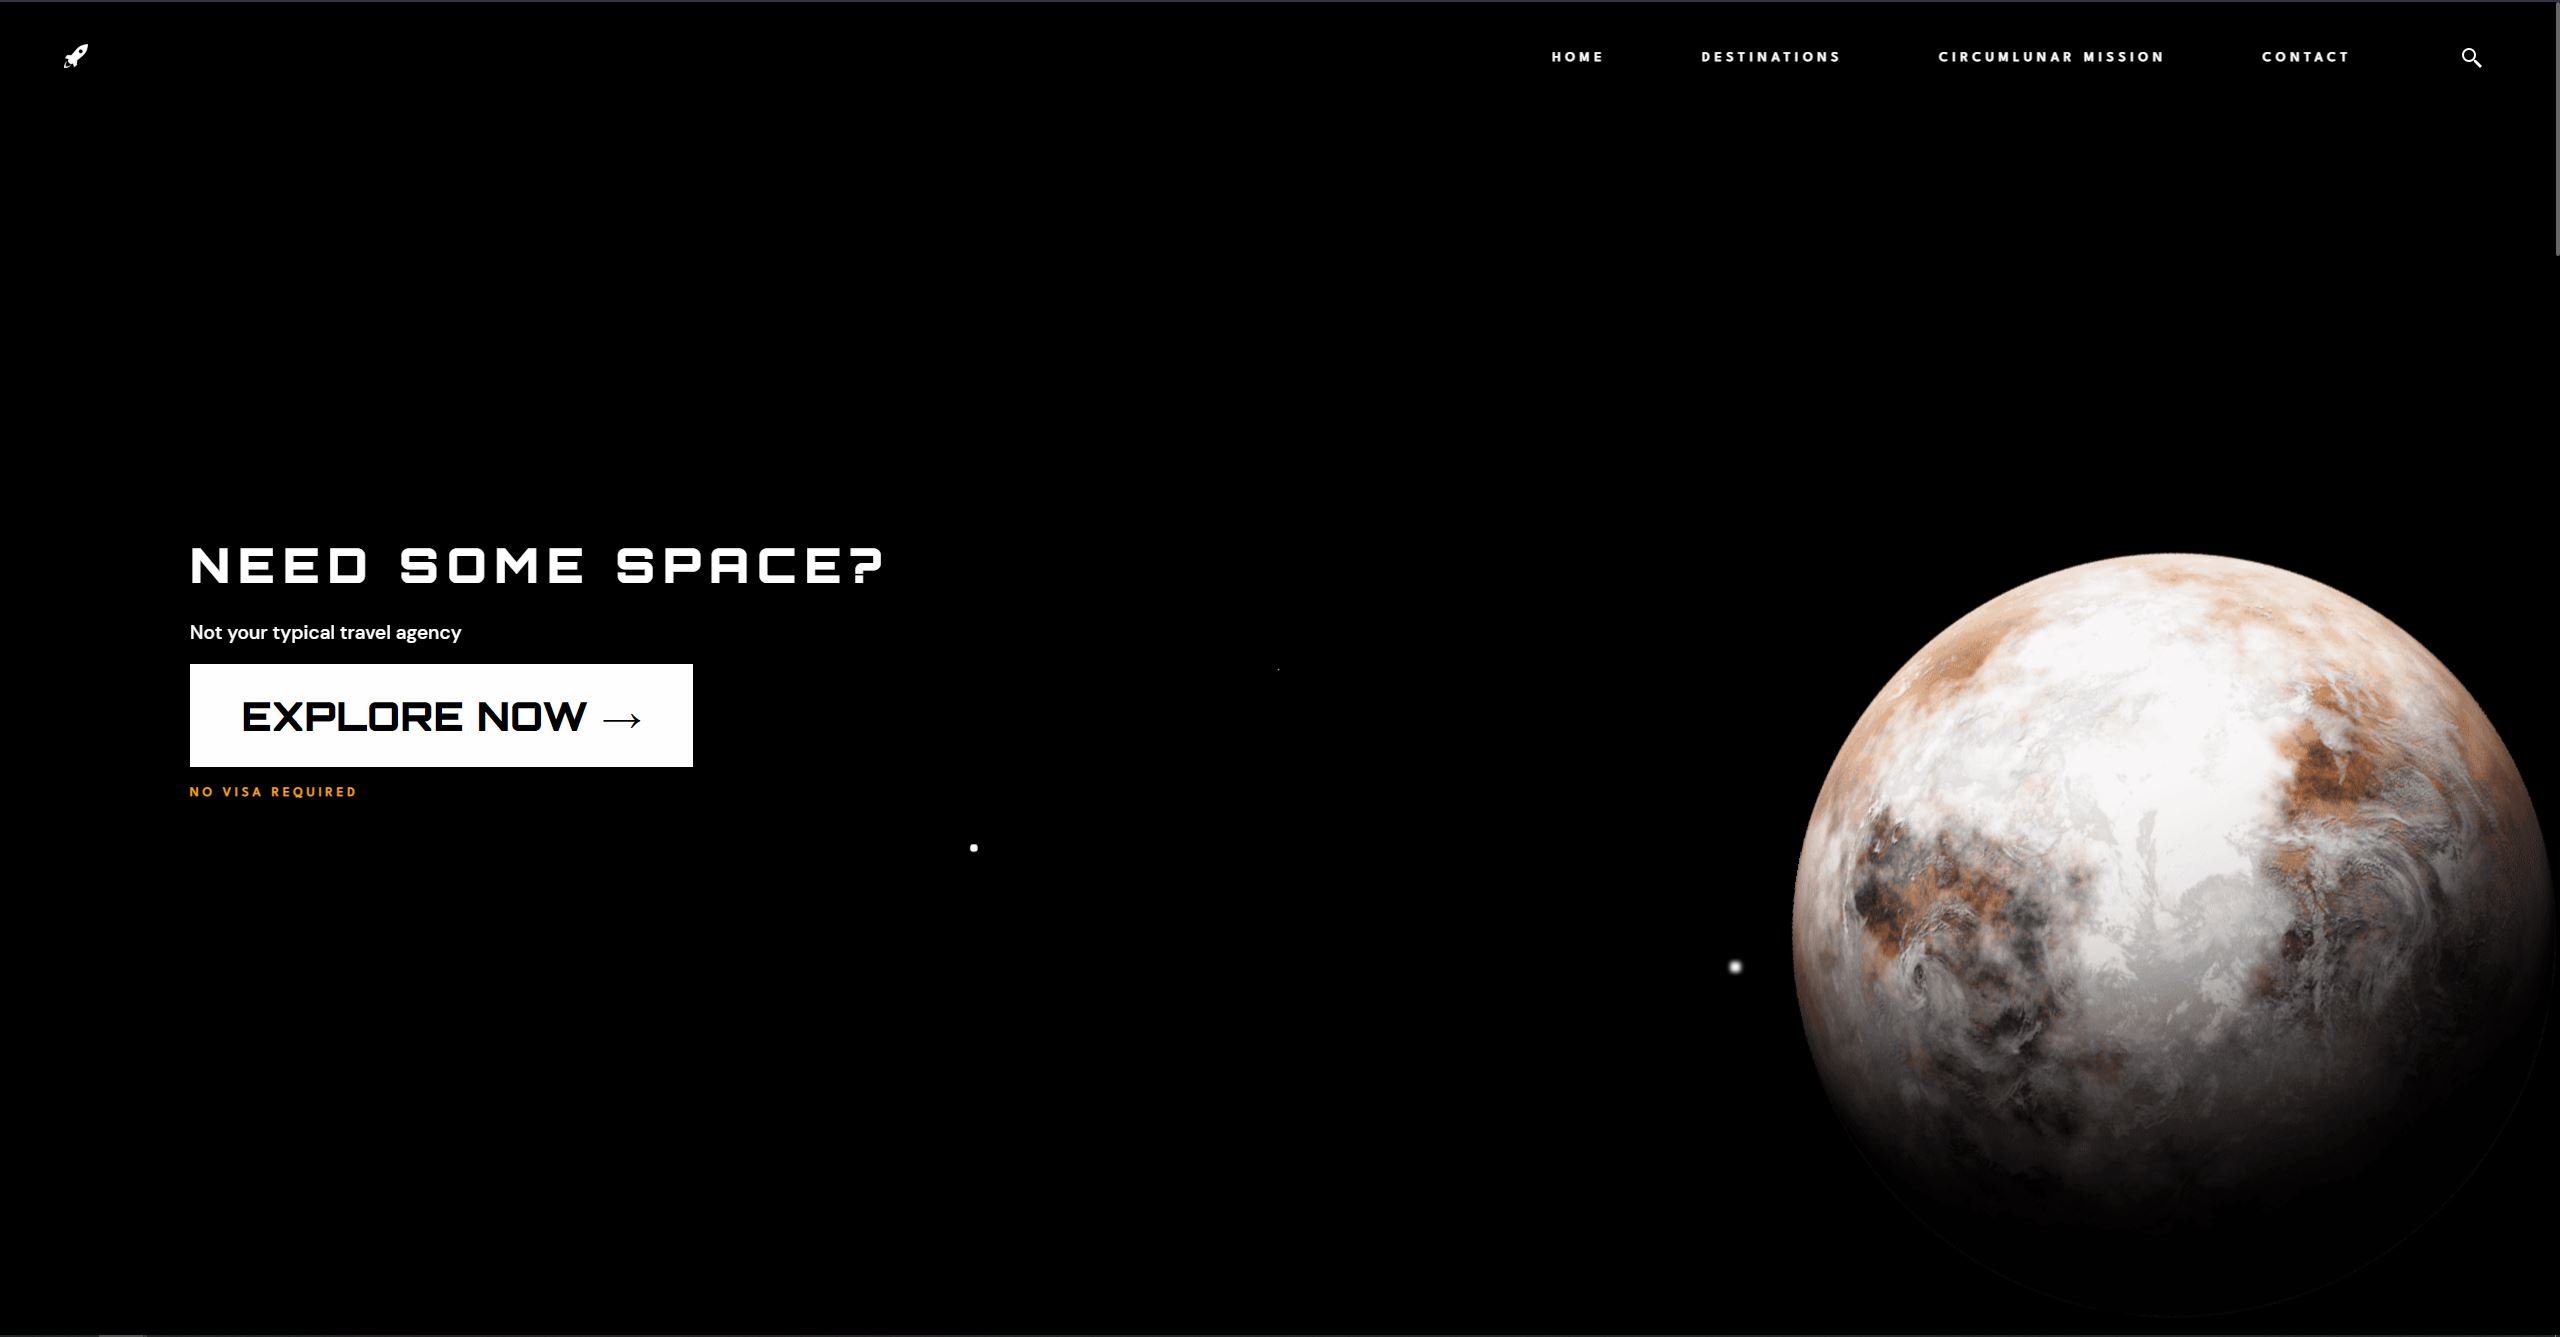 HOME DESTINATIONS CIRCUMLUNAR MISSION CONTACT
NEED SOME SPACE?
Not your typical travel agency
EXPLORE NOW →
NO VISA REQUIRED